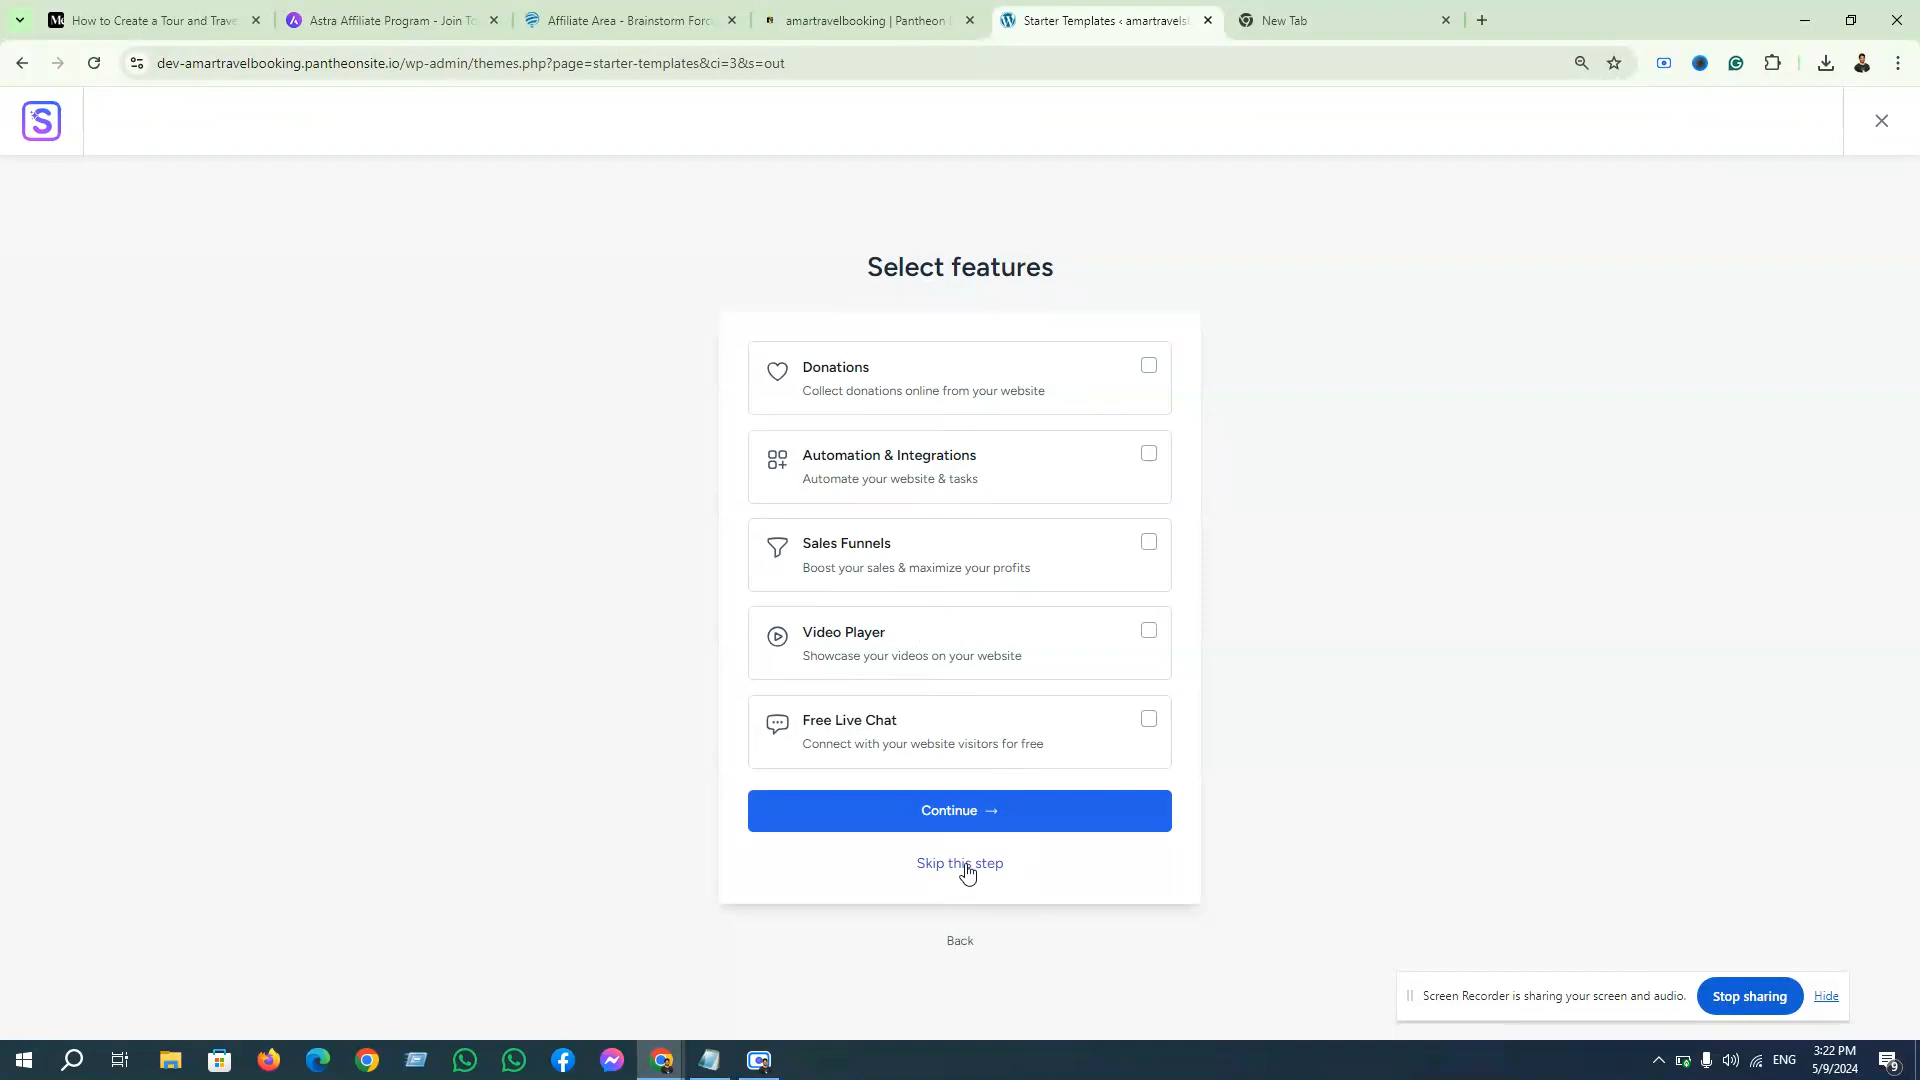 How to Create a Tour and Trave
Astra Affiliate Program - Join To
Affiliate Area - Brainstorm Forc
amartravelbooking | Pantheon
Starter Templates ‹ amartravels
New Tab
dev-amartravelbooking.pantheonsite.io/wp-admin/themes.php?page=starter-templates&ci=3&s=out
Select features
Donations
Collect donations online from your website
Automation & Integrations
Automate your website & tasks
Sales Funnels
Boost your sales & maximize your profits
Video Player
Showcase your videos on your website
Free Live Chat
Connect with your website visitors for free
Continue →
Skip this step
Back
Screen Recorder is sharing your screen and audio.
Stop sharing
Hide
ENG
3:22 PM
5/9/2024
9